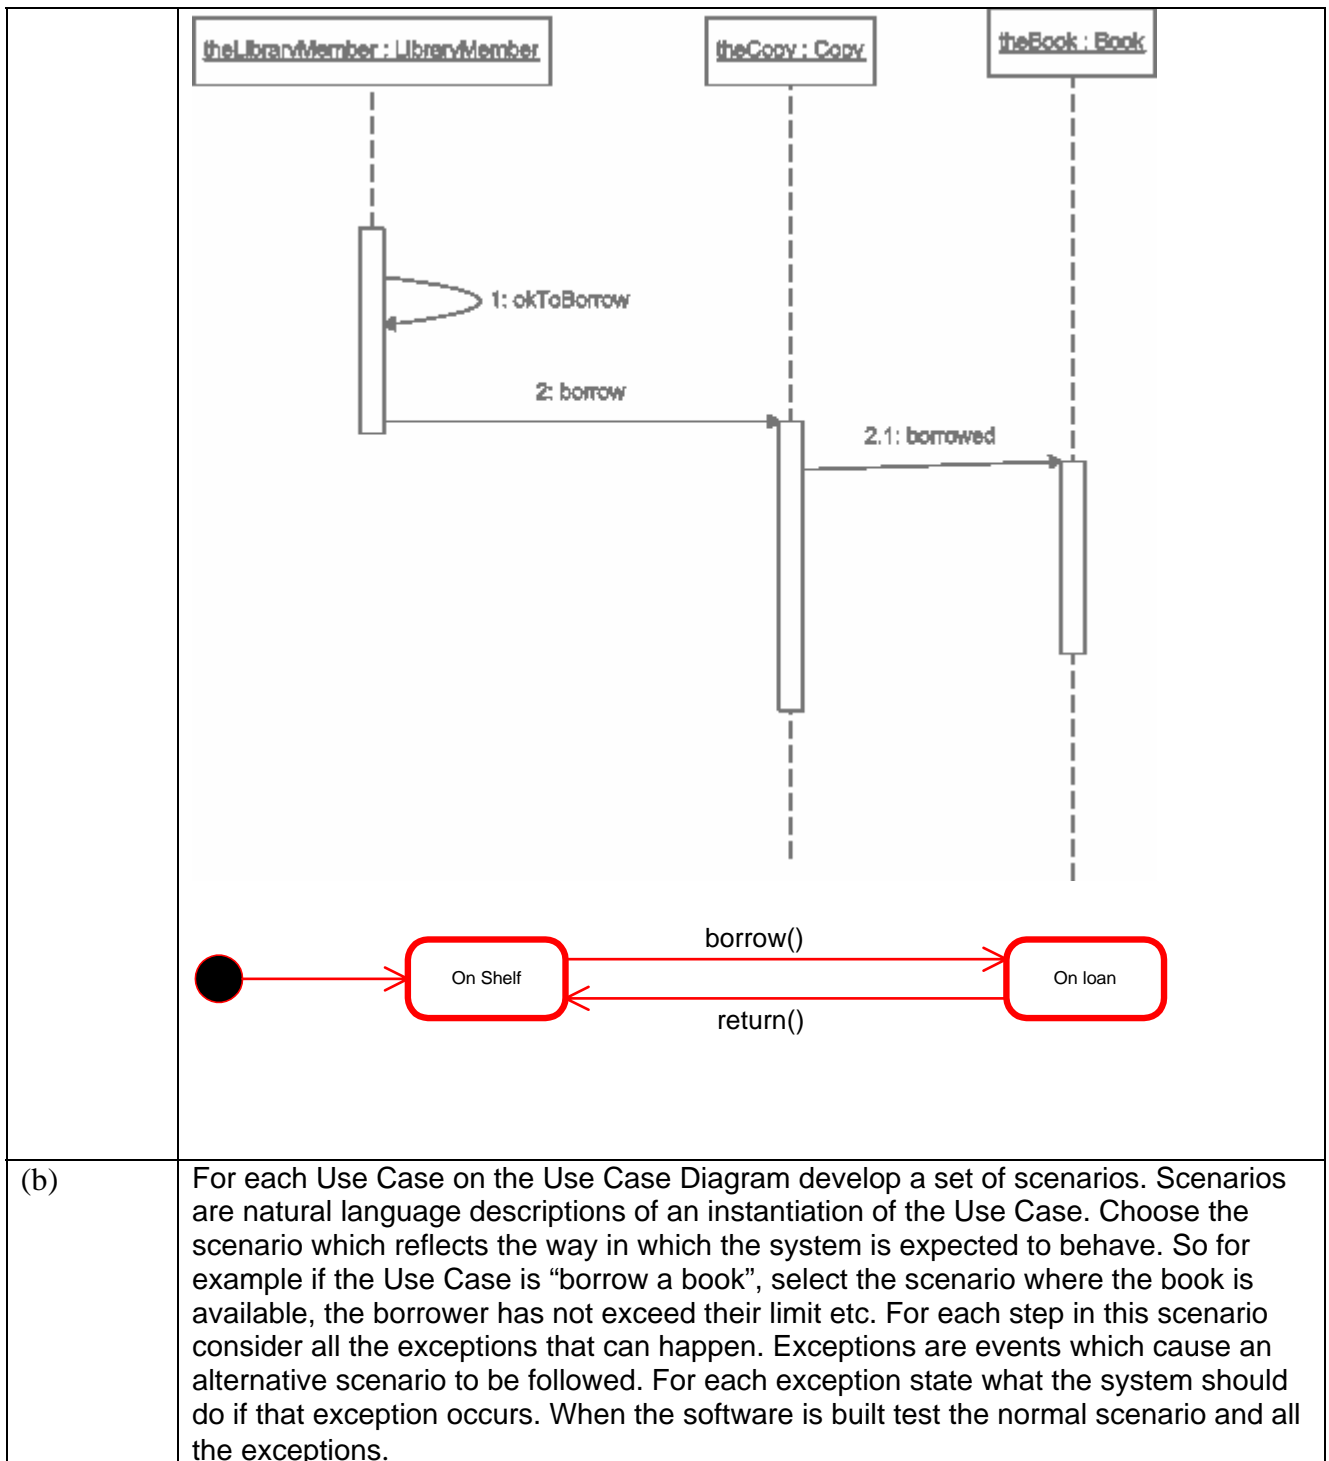 theLibraryMember : LibraryMember
theCopy : Copy
theBook : Book
1: okToBorrow
2: borrow
2.1: borrowed
borrow()
On Shelf
On loan
return()
(b)
For each Use Case on the Use Case Diagram develop a set of scenarios. Scenarios
are natural language descriptions of an instantiation of the Use Case. Choose the
scenario which reflects the way in which the system is expected to behave. So for
example if the Use Case is “borrow a book”, select the scenario where the book is
available, the borrower has not exceed their limit etc. For each step in this scenario
consider all the exceptions that can happen. Exceptions are events which cause an
alternative scenario to be followed. For each exception state what the system should
do if that exception occurs. When the software is built test the normal scenario and all
the exceptions.